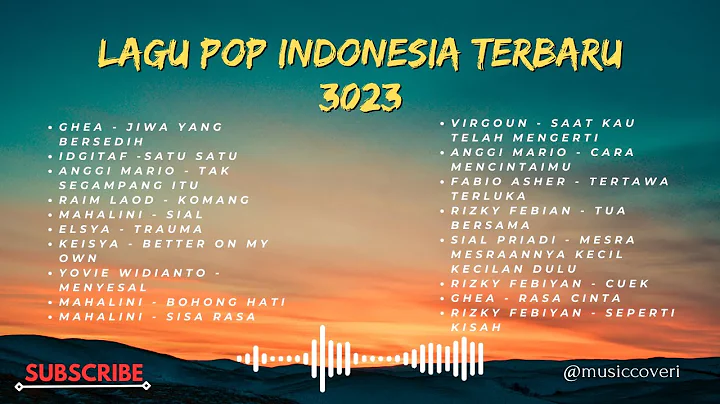 LAGU POP INDONESIA TERBARU
3023
• GHEA - JIWA YANG
BERSEDIH
• IDGITAF -SATU SATU
• ANGGI MARIO - TAK
SEGAMPANG ITU
• RAIM LAOD - KOMANG
• MAHALINI - SIAL
• ELSYA - TRAUMA
• KEISYA - BETTER ON MY
OWN
• YOVIE WIDIANTO -
MENYESAL
• MAHALINI - BOHONG HATI
• MAHALINI - SISA RASA
• VIRGOUN - SAAT KAU
TELAH MENGERTI
• ANGGI MARIO - CARA
MENCINTAIMU
• FABIO ASHER - TERTAWA
TERLUKA
• RIZKY FEBIAN - TUA
BERSAMA
• SIAL PRIADI - MESRA
MESRAANNYA KECIL
KECILAN DULU
• RIZKY FEBIYAN - CUEK
• GHEA - RASA CINTA
• RIZKY FEBIYAN - SEPERTI
KISAH
SUBSCRIBE
@musiccoveri